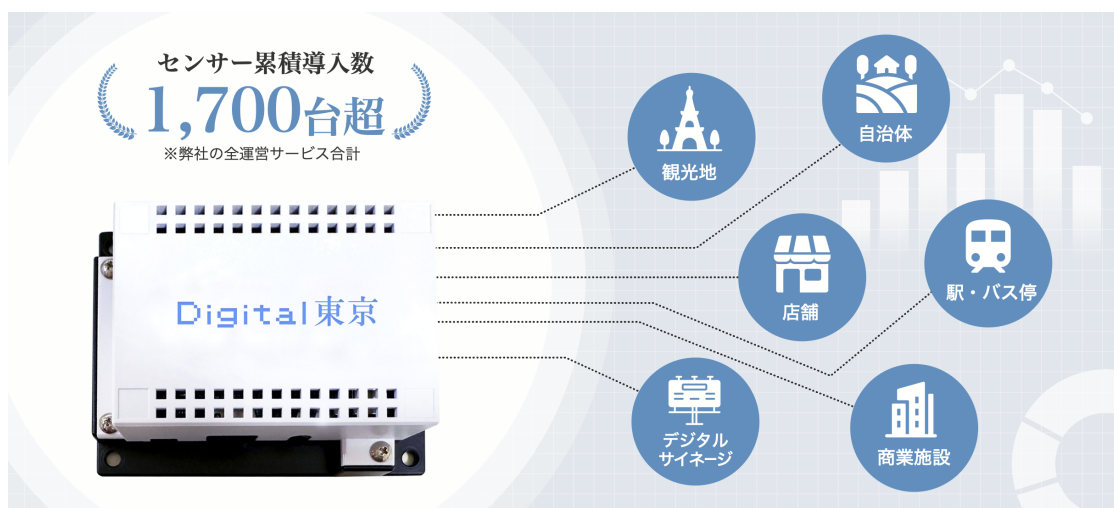 センサー累積導入数
1,700台超
※弊社の全運営サービス合計
Digital東京
観光地
自治体
店舗
駅・バス停
デジタル
サイネージ
商業施設